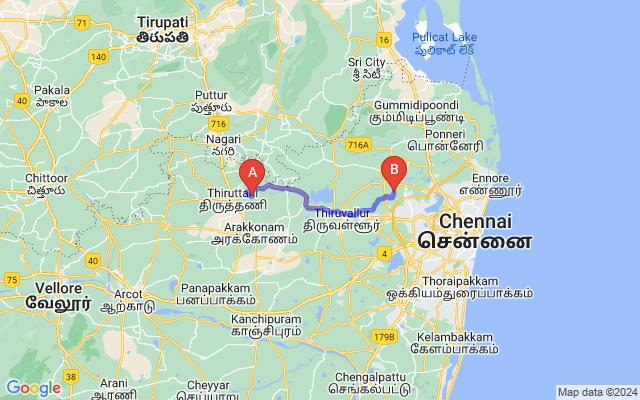 Tirupati
திருபதி
71
140
Pakala
పాకాల
40
Puttur
புத்தூரு
716
Nagari
నగరి
Chittoor
చిత్తూరు
40
16
Sri City
శ్రీ సిటీ
Pulicat Lake
పులికాట్ లేక్
Gummidipoondi
கும்மிடிப்பூண்டி
716A
Ponneri
பொன்னேரி
A
B
Thiruttani
திருத்தணி
Ennore
எண்ணூர்
Thiruvallur
திருவள்ளூர்
Chennai
சென்னை
Arakkonam
அரக்கோணம்
75
Vellore
வேலூர்
Arcot
ஆற்காடு
Panapakkam
பனப்பாக்கம்
4
Thoraipakkam
ஒக்கியம்துரைப்பாக்கம்
Kanchipuram
காஞ்சிபுரம்
179B
Kelambakkam
கேளம்பாக்கம்
38
Arani
ஆரணி
Cheyyar
செய்யாறு
Chengalpattu
செங்கல்பட்டு
Google
Map data ©2024